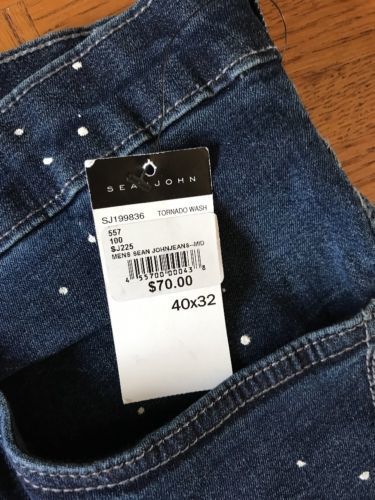 SEAN JOHN
SJ199836 TORNADO WASH
557
100
SJ225
MENS SEAN JOHNJEANS--MID
4 55700 00043 8
$70.00
40x32